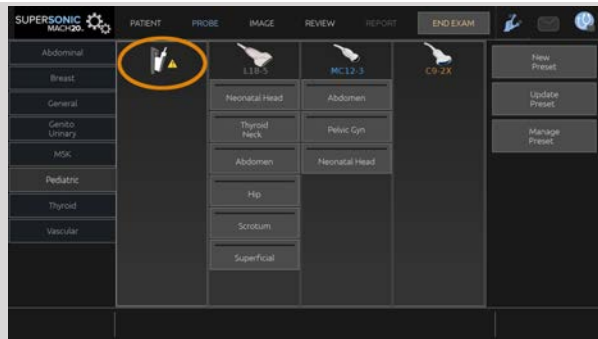 SUPERSONIC
MACH20.
PATIENT PROBE IMAGE REVIEW REPORT END EXAM
Abdominal
Breast
General
Genito
Urinary
MSK
Pediatric
Thyroid
Vascular
L18-5 MC12-3 C9-2X
Neonatal Head Abdomen
Thyroid
Neck
Pelvic Gyn
Abdomen Neonatal Head
Hip
Scrotum
Superficial
New
Preset
Update
Preset
Manage
Preset